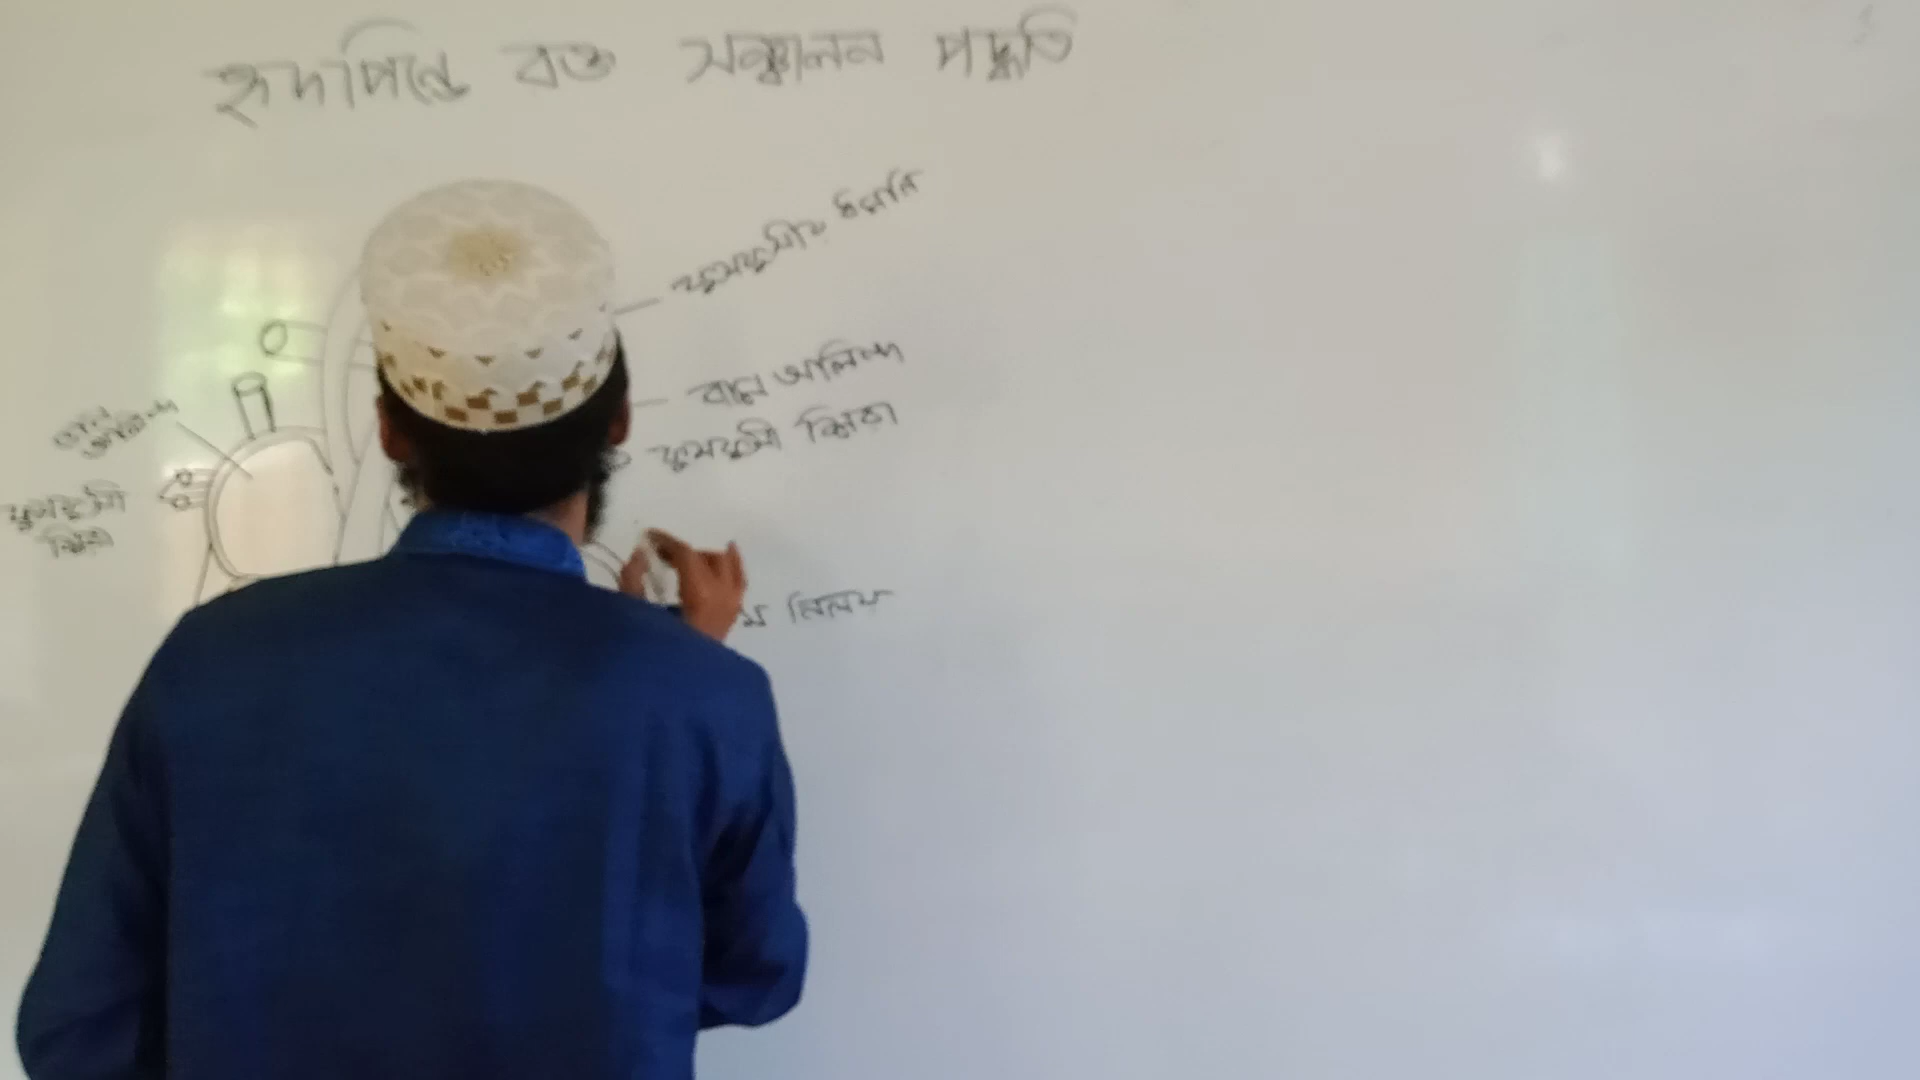 হৃদপিন্ডে রক্ত সঞ্চালন পদ্ধতি
ফুসফুসীয় ধমনি
বাম অলিন্দ
ফুসফুসী শিরা
ডান
অলিন্দ
ফুসফুসী
শিরা
ম নিলয়